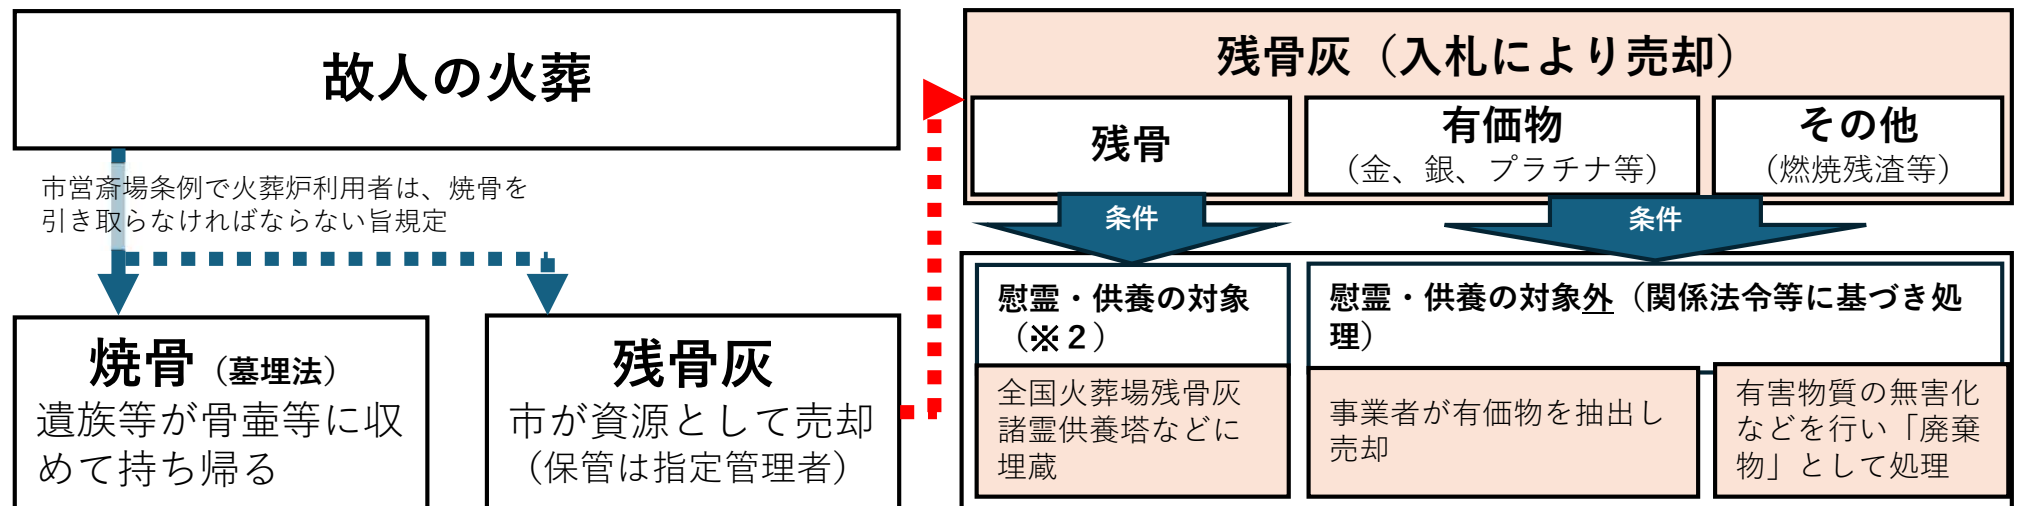 故人の火葬
市営斎場条例で火葬炉利用者は、焼骨を
引き取らなければならない旨規定
焼骨（墓埋法）
遺族等が骨壷等に収
めて持ち帰る
残骨灰
市が資源として売却
（保管は指定管理者）
残骨灰（入札により売却）
残骨
有価物
（金、銀、プラチナ等）
その他
（燃焼残渣等）
条件
条件
慰霊・供養の対象
（※２）
慰霊・供養の対象外（関係法令等に基づき処
理）
全国火葬場残骨灰
諸霊供養塔などに
埋蔵
事業者が有価物を抽出し
売却
有害物質の無害化
などを行い「廃棄
物」として処理